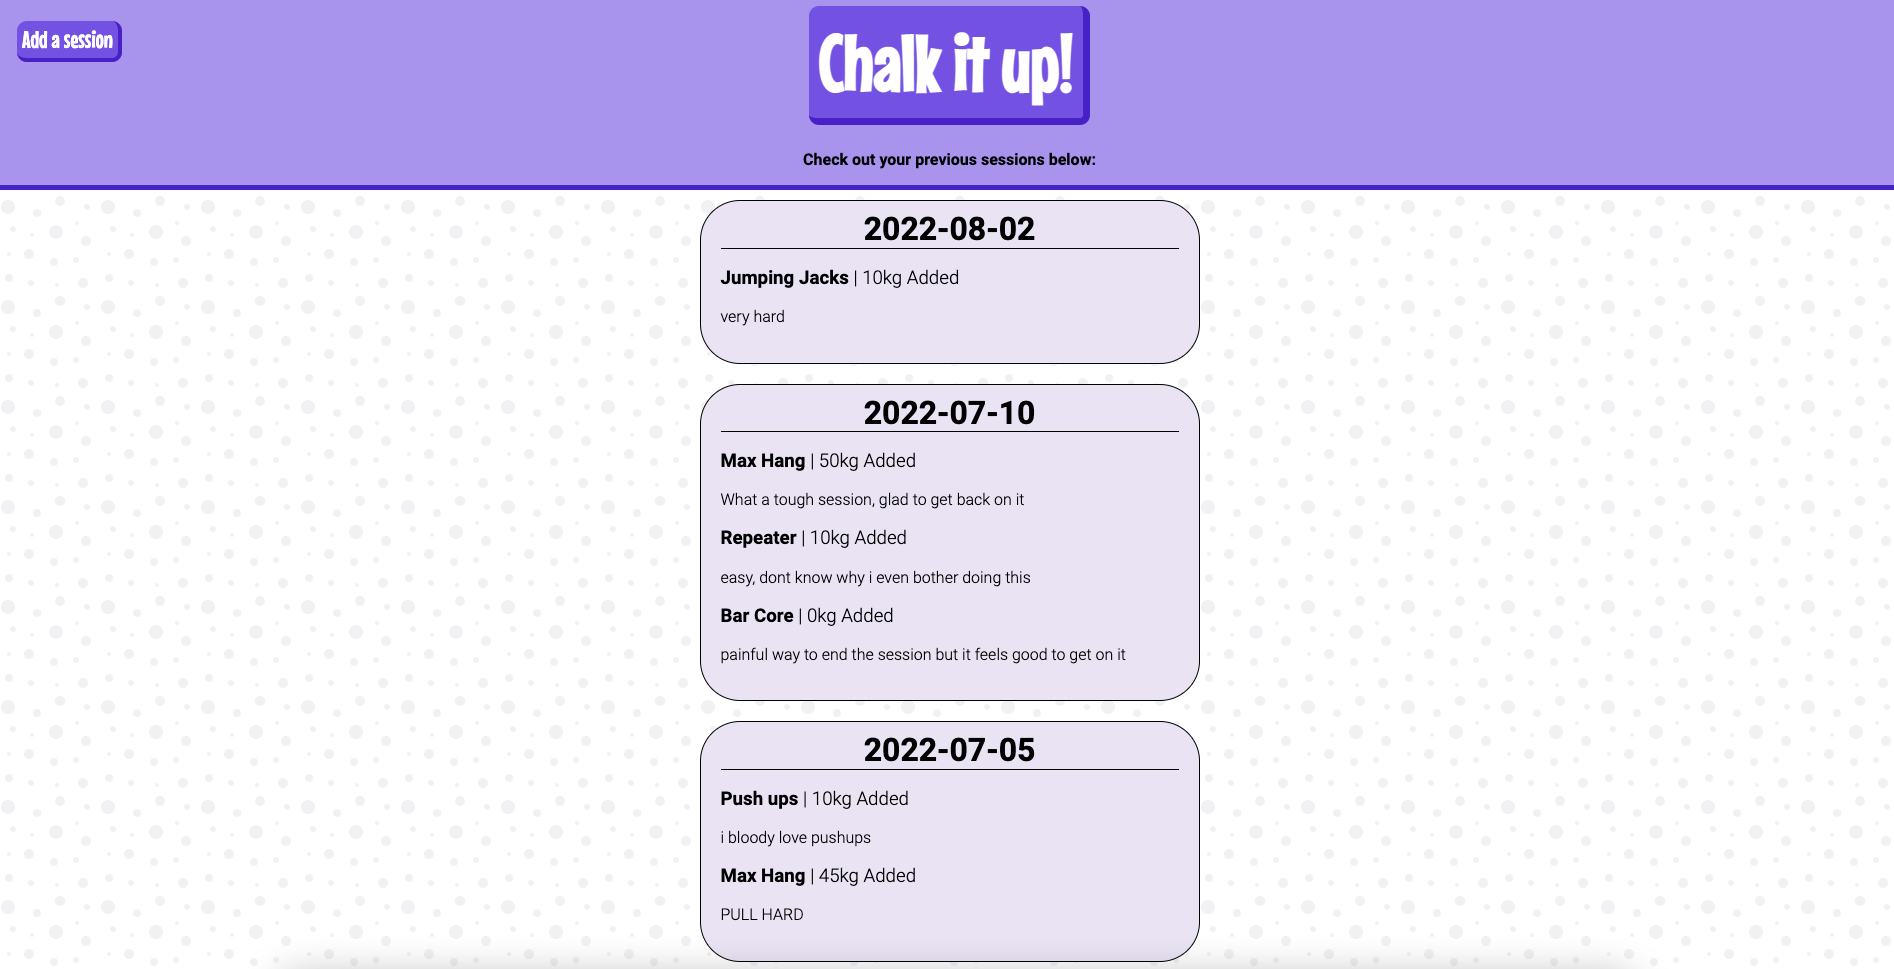 Add a session
Chalk it up!
Check out your previous sessions below:
2022-08-02
Jumping Jacks | 10kg Added
very hard
2022-07-10
Max Hang | 50kg Added
What a tough session, glad to get back on it
Repeater | 10kg Added
easy, dont know why i even bother doing this
Bar Core | 0kg Added
painful way to end the session but it feels good to get on it
2022-07-05
Push ups | 10kg Added
i bloody love pushups
Max Hang | 45kg Added
PULL HARD